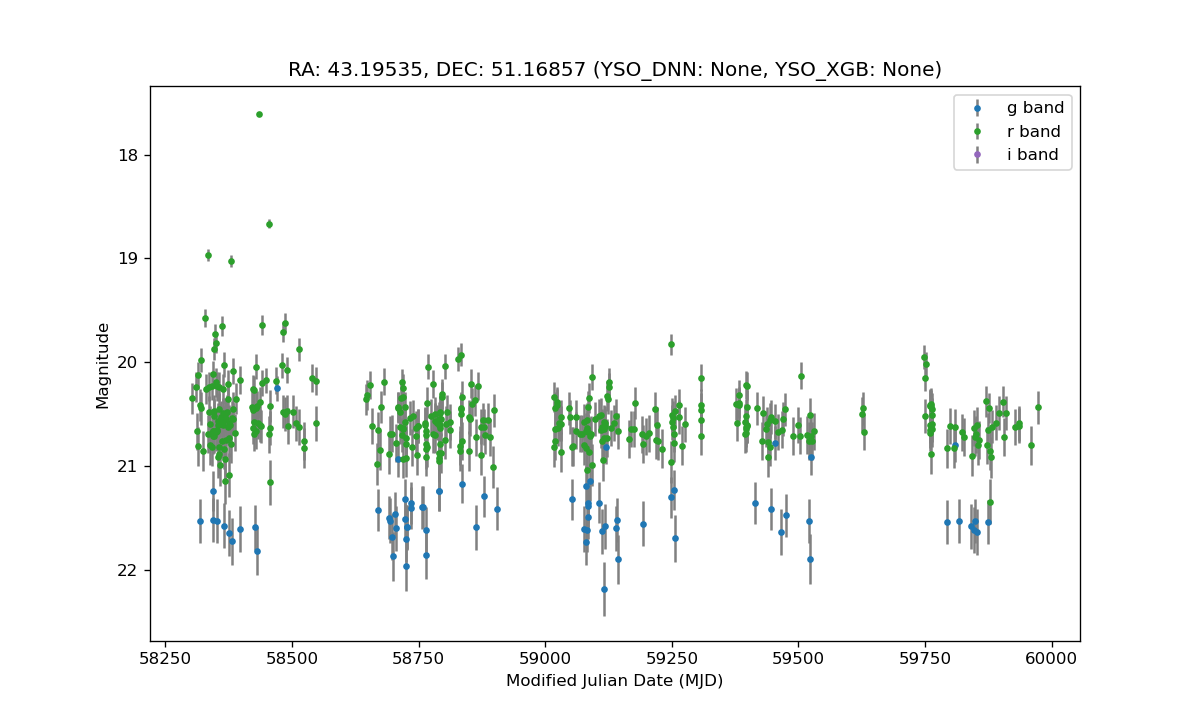 RA: 43.19535, DEC: 51.16857 (YSO_DNN: None, YSO_XGB: None)
g band
r band
i band
18
19
20
21
22
Magnitude
58250 58500 58750 59000 59250 59500 59750 60000
Modified Julian Date (MJD)